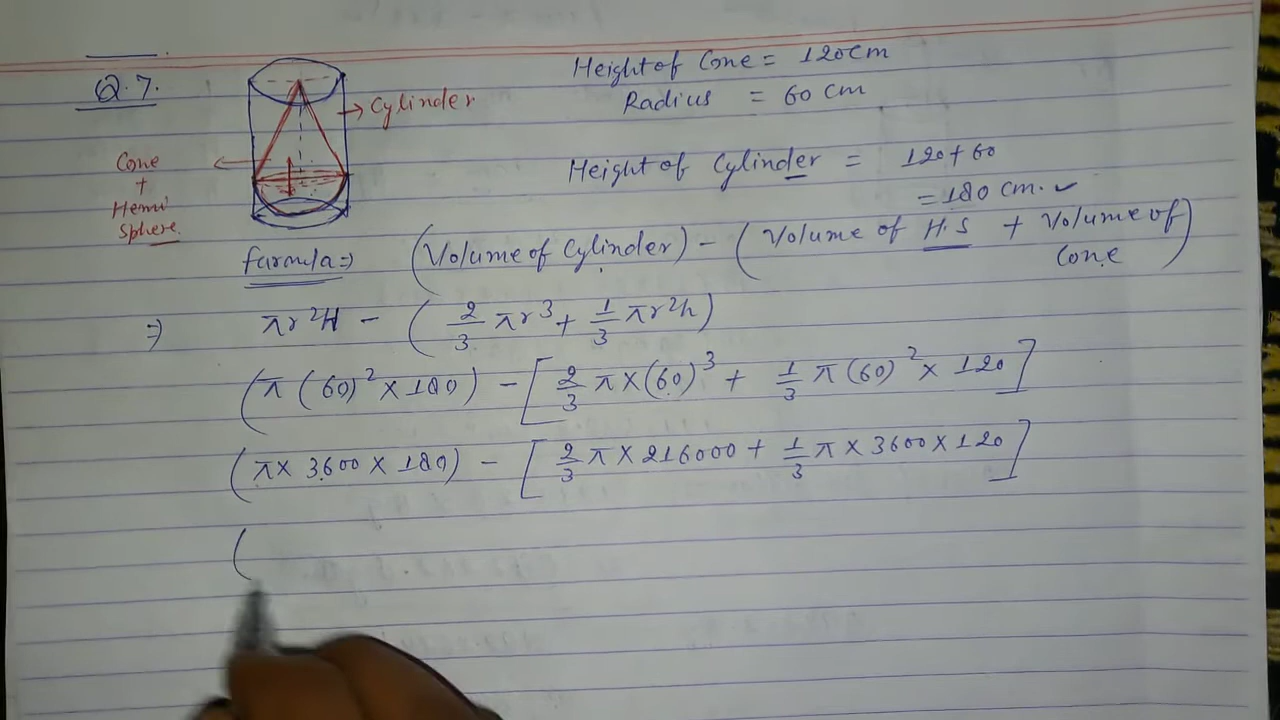 Q.7.
Cylinder
Cone
+
Hemi
Sphere.
Height of Cone = 120cm
Radius = 60 cm
Height of Cylinder = 120+60
= 180 cm. ✓
farmula=> (Volume of Cylinder) - (Volume of H.S + Volume of Cone)
=> πr²H - (2/3 πr³ + 1/3 πr²h)
(π(60)² × 180) - [2/3 π×(60)³ + 1/3 π(60)² × 120]
(π× 3600 × 180) - [2/3 π × 216000 + 1/3 π × 3600 × 120]
(